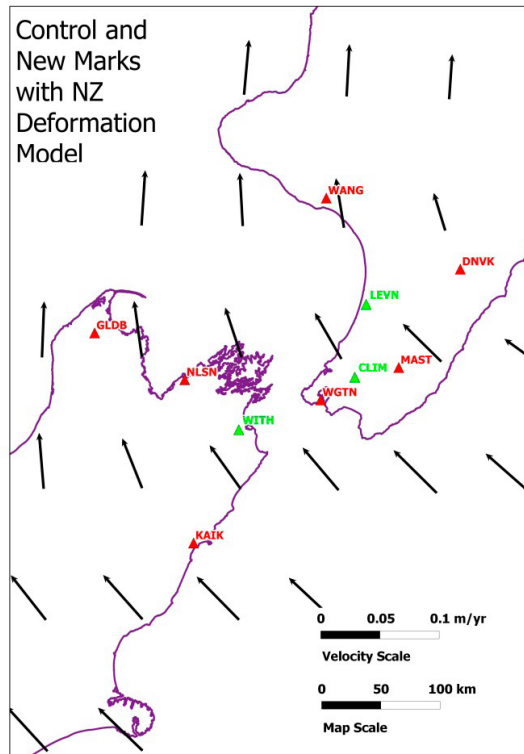 Control and
New Marks
with NZ
Deformation
Model
WANG
DNVK
LEVN
GLDB
MAST
CLIM
NLSN
WGTN
WITH
KAIK
0 0.05 0.1 m/yr
Velocity Scale
0 50 100 km
Map Scale